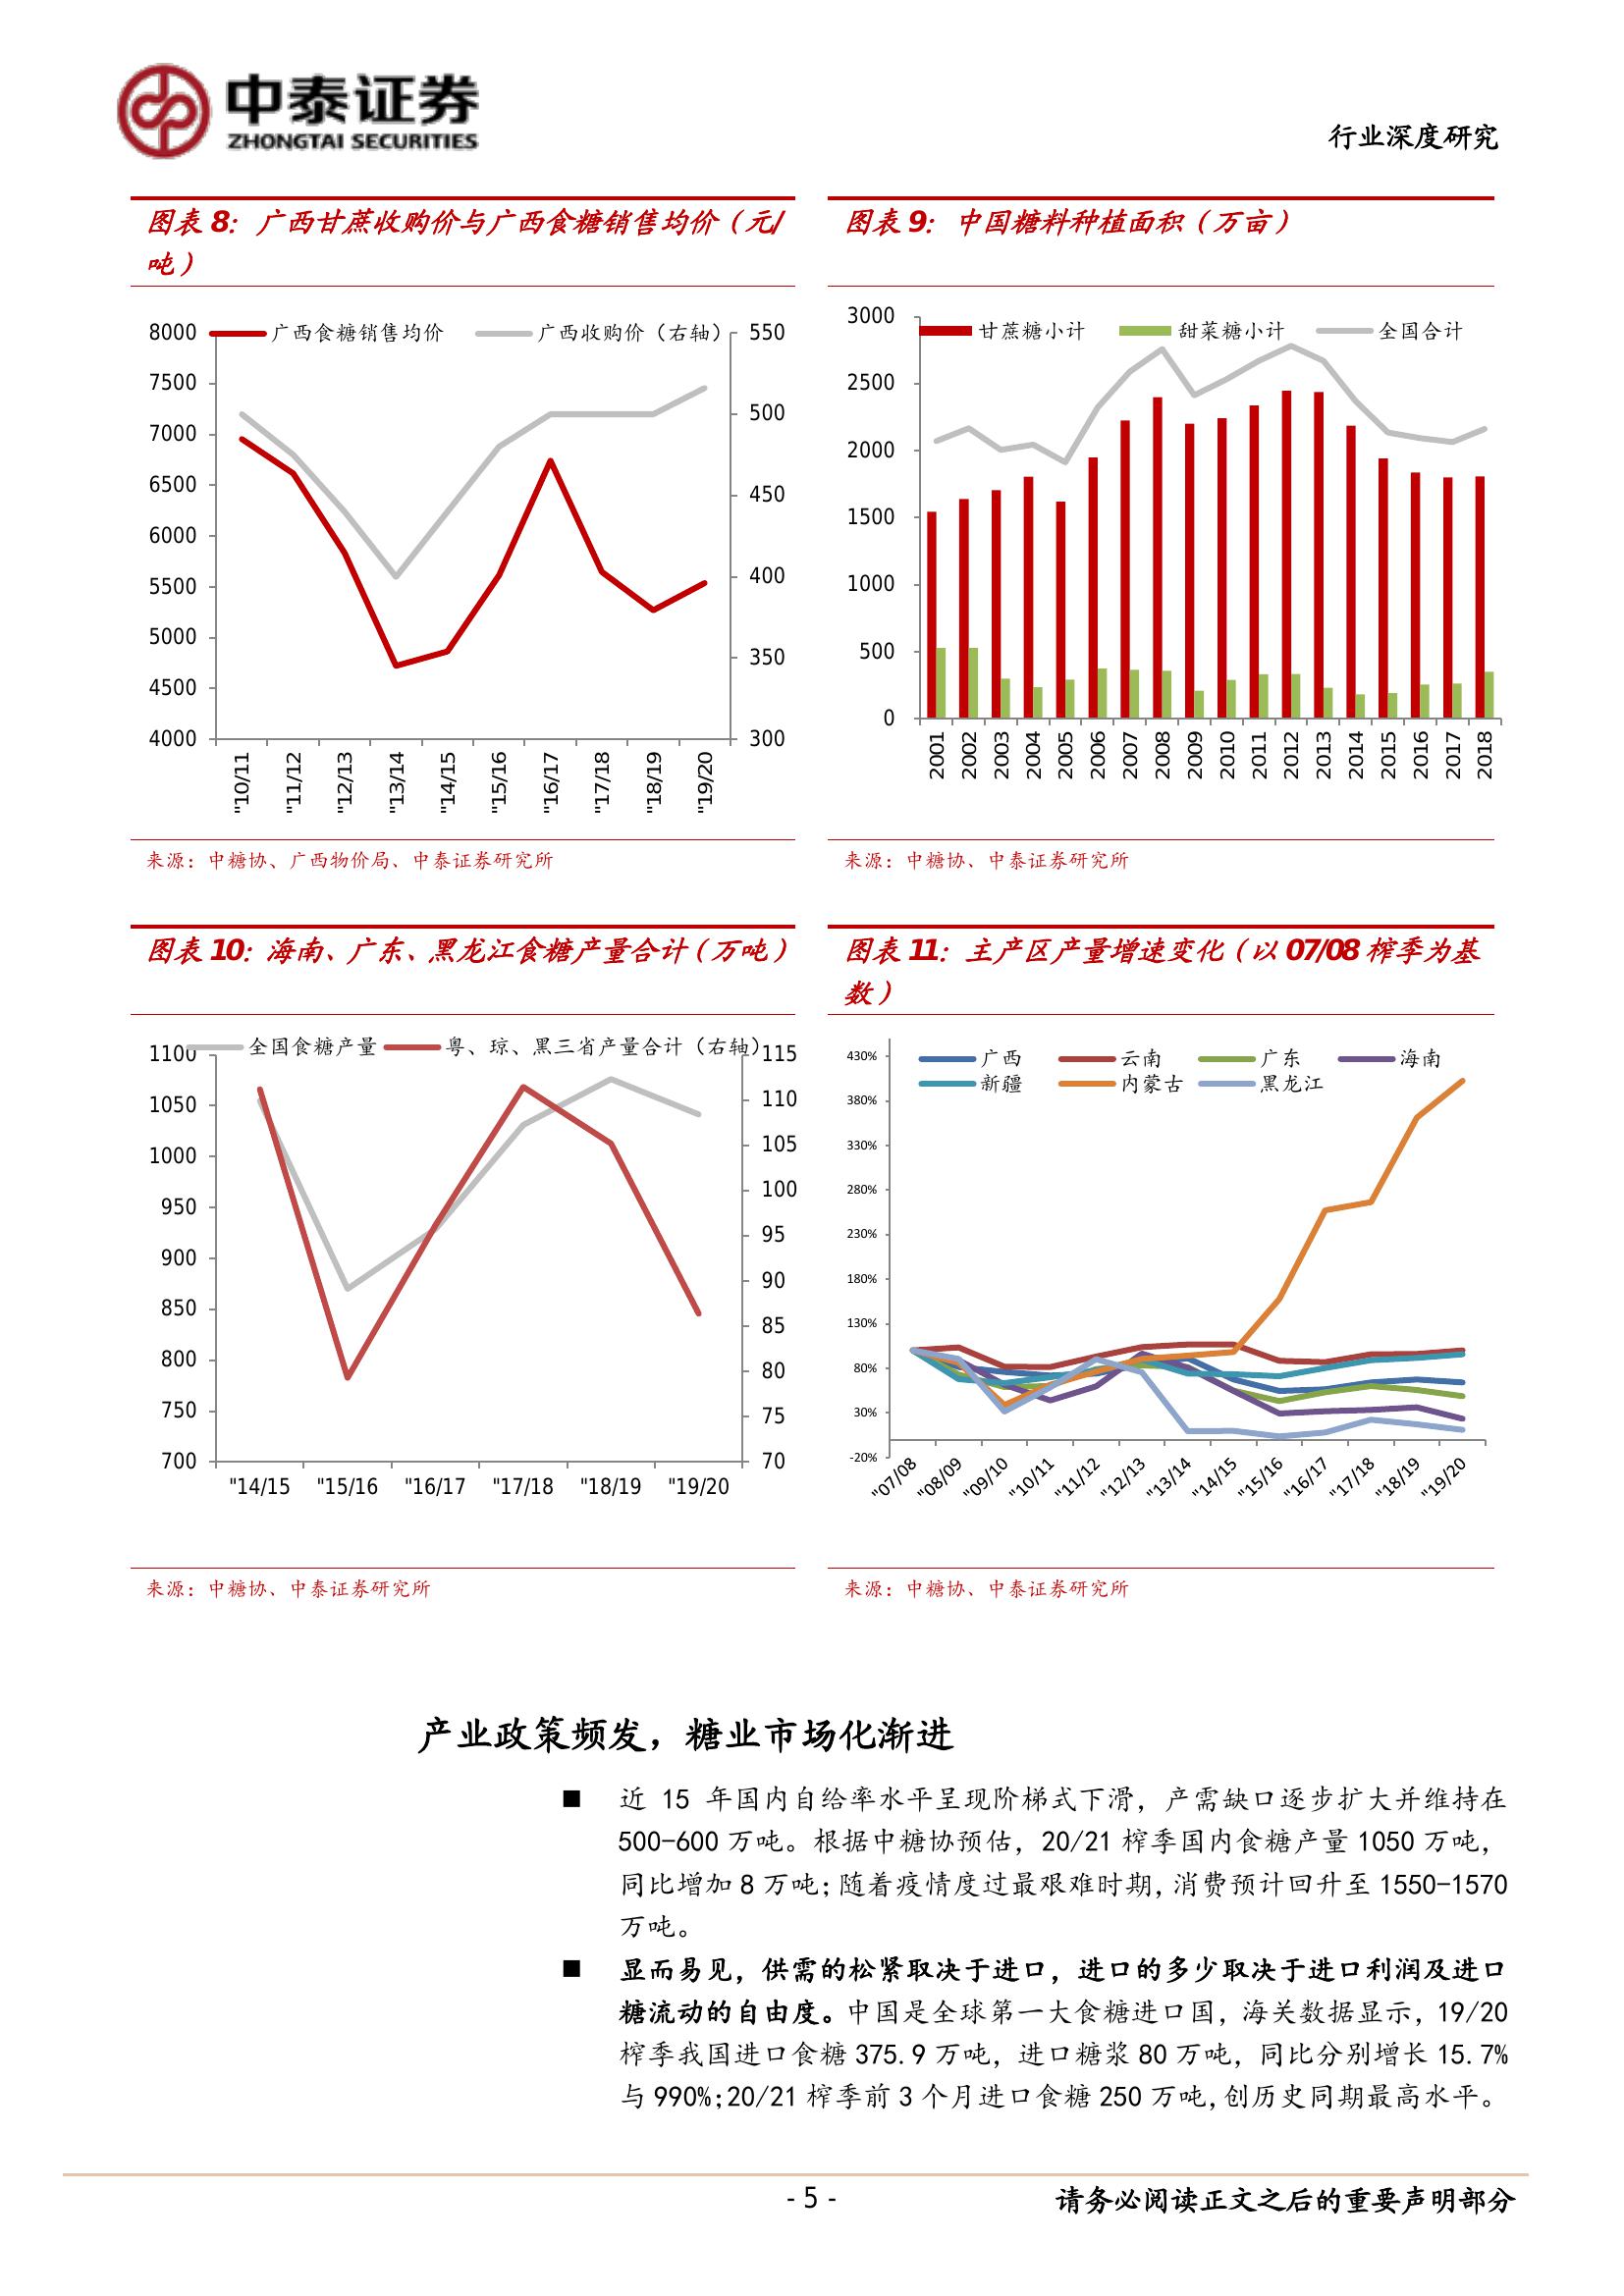 中泰证券
ZHONGTAI SECURITIES
行业深度研究
图表 8：广西甘蔗收购价与广西食糖销售均价（元/
吨）
8000
7500
7000
6500
6000
5500
5000
4500
4000
广西食糖销售均价
广西收购价（右轴）
550
500
450
400
350
300
"10/11
"11/12
"12/13
"13/14
"14/15
"15/16
"16/17
"17/18
"18/19
"19/20
来源：中糖协、广西物价局、中泰证券研究所
图表 9：中国糖料种植面积（万亩）
3000
2500
2000
1500
1000
500
0
甘蔗糖小计
甜菜糖小计
全国合计
2001
2002
2003
2004
2005
2006
2007
2008
2009
2010
2011
2012
2013
2014
2015
2016
2017
2018
来源：中糖协、中泰证券研究所
图表 10：海南、广东、黑龙江食糖产量合计（万吨）
1100
1050
1000
950
900
850
800
750
700
全国食糖产量
粤、琼、黑三省产量合计（右轴）
115
110
105
100
95
90
85
80
75
70
"14/15
"15/16
"16/17
"17/18
"18/19
"19/20
来源：中糖协、中泰证券研究所
图表 11：主产区产量增速变化（以 07/08 榨季为基
数）
430%
380%
330%
280%
230%
180%
130%
80%
30%
-20%
广西
云南
广东
海南
新疆
内蒙古
黑龙江
"07/08
"08/09
"09/10
"10/11
"11/12
"12/13
"13/14
"14/15
"15/16
"16/17
"17/18
"18/19
"19/20
来源：中糖协、中泰证券研究所
产业政策频发，糖业市场化渐进
■ 近 15 年国内自给率水平呈现阶梯式下滑，产需缺口逐步扩大并维持在
500-600 万吨。根据中糖协预估，20/21 榨季国内食糖产量 1050 万吨，
同比增加 8 万吨；随着疫情度过最艰难时期，消费预计回升至 1550-1570
万吨。
■ 显而易见，供需的松紧取决于进口，进口的多少取决于进口利润及进口
糖流动的自由度。中国是全球第一大食糖进口国，海关数据显示，19/20
榨季我国进口食糖 375.9 万吨，进口糖浆 80 万吨，同比分别增长 15.7%
与 990%；20/21 榨季前 3 个月进口食糖 250 万吨，创历史同期最高水平。
- 5 -
请务必阅读正文之后的重要声明部分